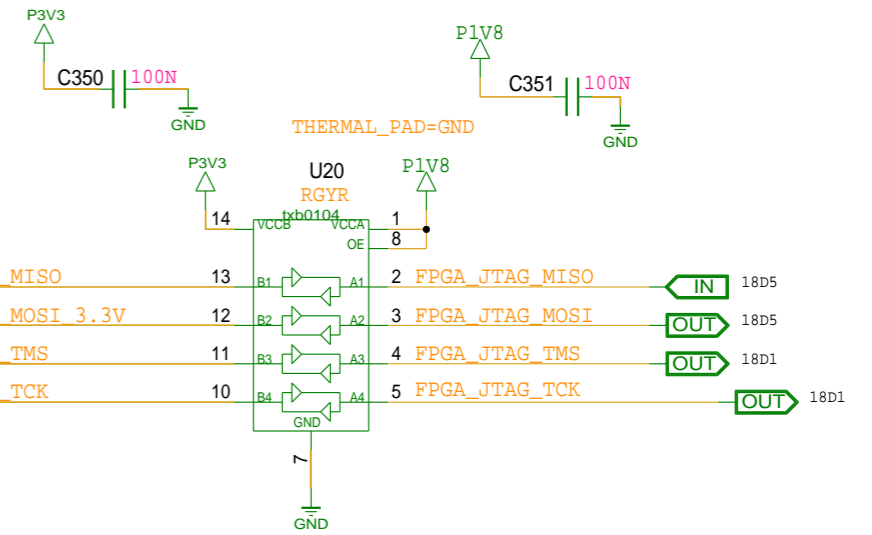 P3V3
P1V8
C350 100N
C351 100N
GND
GND
THERMAL_PAD=GND
P3V3
U20
P1V8
RGYR
txb0104
14 VCCB VCCA 1
OE 8
_MISO 13 B1 A1 2 FPGA_JTAG_MISO IN 18D5
_MOSI_3.3V 12 B2 A2 3 FPGA_JTAG_MOSI OUT 18D5
_TMS 11 B3 A3 4 FPGA_JTAG_TMS OUT 18D1
_TCK 10 B4 A4 5 FPGA_JTAG_TCK OUT 18D1
GND
7
GND